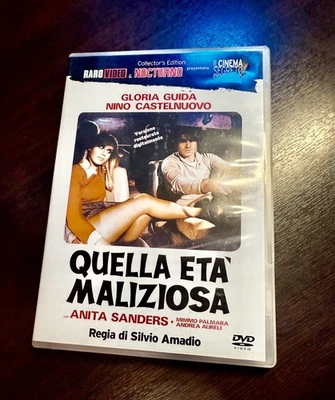 Collector's Edition
RARO VIDEO & NOCTURNO presentano
IL CINEMA
GLORIA GUIDA
NINO CASTELNUOVO
Versione
restaurata
digitalmente
QUELLA ETA'
MALIZIOSA
con ANITA SANDERS • MIMMO PALMARA
ANDREA AURELI
Regia di Silvio Amadio
DVD
VIDEO